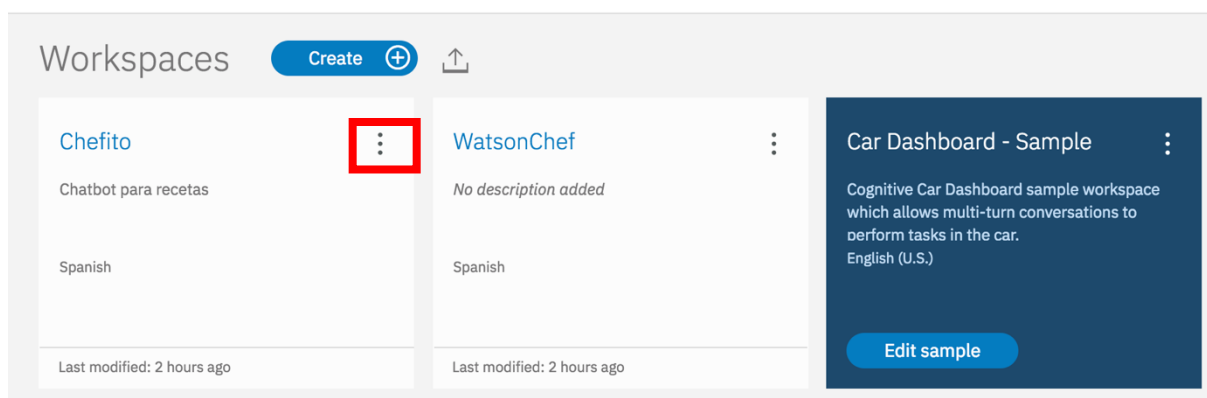 Workspaces
Create
Chefito
Chatbot para recetas
Spanish
Last modified: 2 hours ago
WatsonChef
No description added
Spanish
Last modified: 2 hours ago
Car Dashboard - Sample
Cognitive Car Dashboard sample workspace
which allows multi-turn conversations to
perform tasks in the car.
English (U.S.)
Edit sample